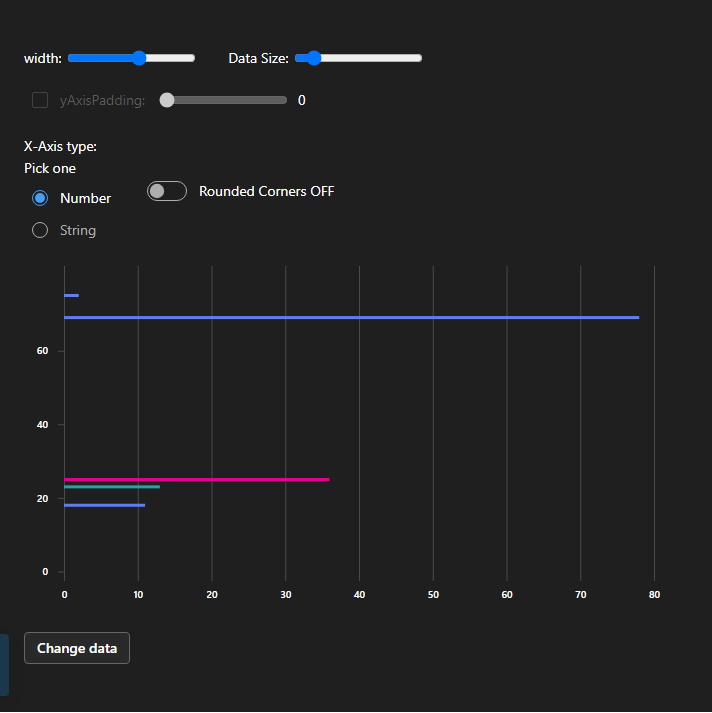 width: Data Size:
yAxisPadding: 0
X-Axis type:
Pick one
Number
Rounded Corners OFF
String
60
40
20
0
0 10 20 30 40 50 60 70 80
Change data